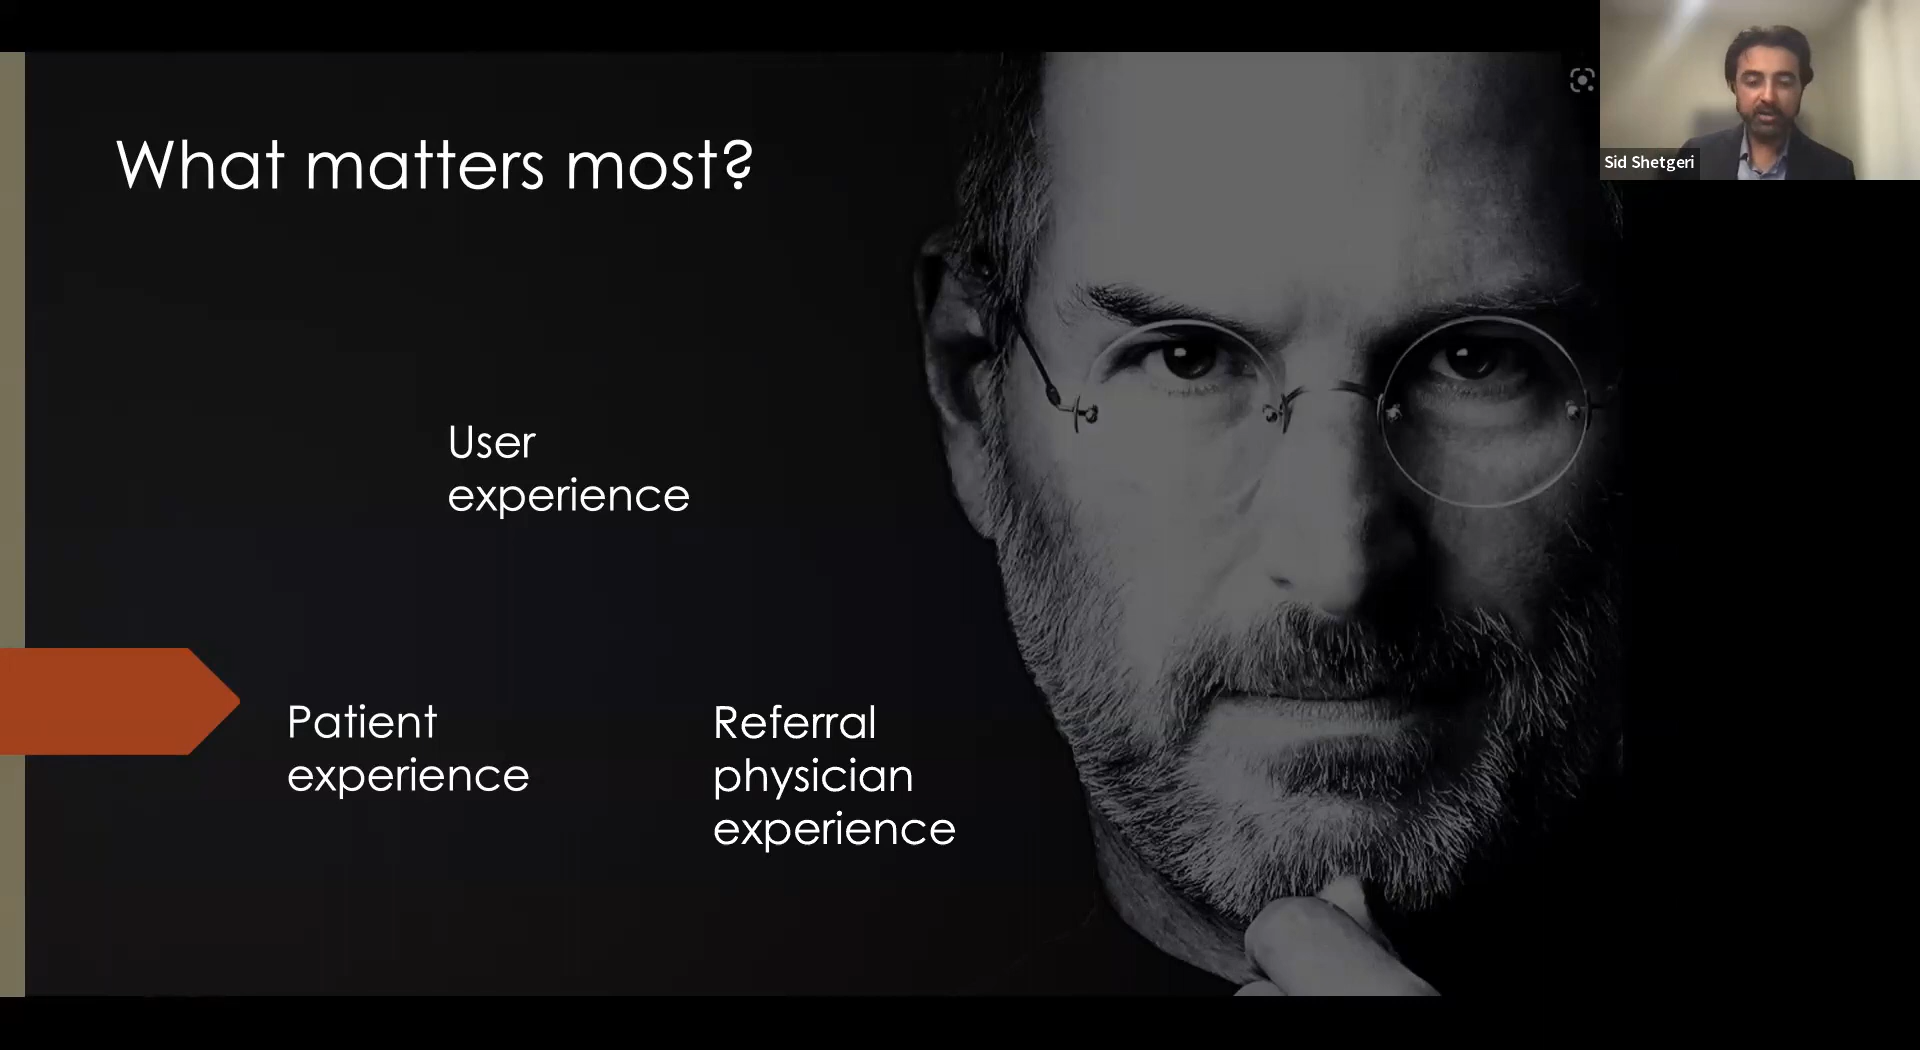 What matters most?
Sid Shetgeri
User
experience
Patient
experience
Referral
physician
experience